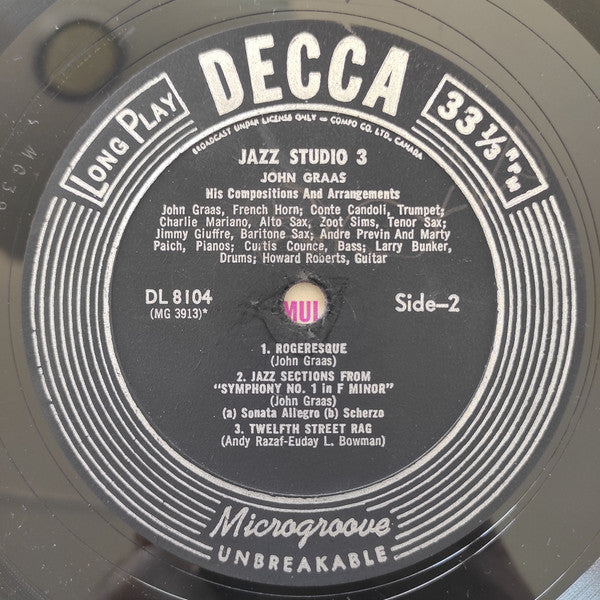 DECCA
LONG PLAY
33 1/3 RPM
BROADCAST UNDER LICENSE ONLY – COMPO CO. LTD., CANADA
JAZZ STUDIO 3
JOHN GRAAS
His Compositions And Arrangements
John Graas, French Horn; Conte Candoli, Trumpet;
Charlie Mariano, Alto Sax, Zoot Sims, Tenor Sax;
Jimmy Giuffre, Baritone Sax; Andre Previn And Marty
Paich, Pianos; Curtis Counce, Bass; Larry Bunker,
Drums; Howard Roberts, Guitar
DL 8104
(MG 3913)*
Side–2
MUL
1. ROGERESQUE
(John Graas)
2. JAZZ SECTIONS FROM
“SYMPHONY NO. 1 in F MINOR”
(John Graas)
(a) Sonata Allegro (b) Scherzo
3. TWELFTH STREET RAG
(Andy Razaf-Euday L. Bowman)
Microgroove
UNBREAKABLE